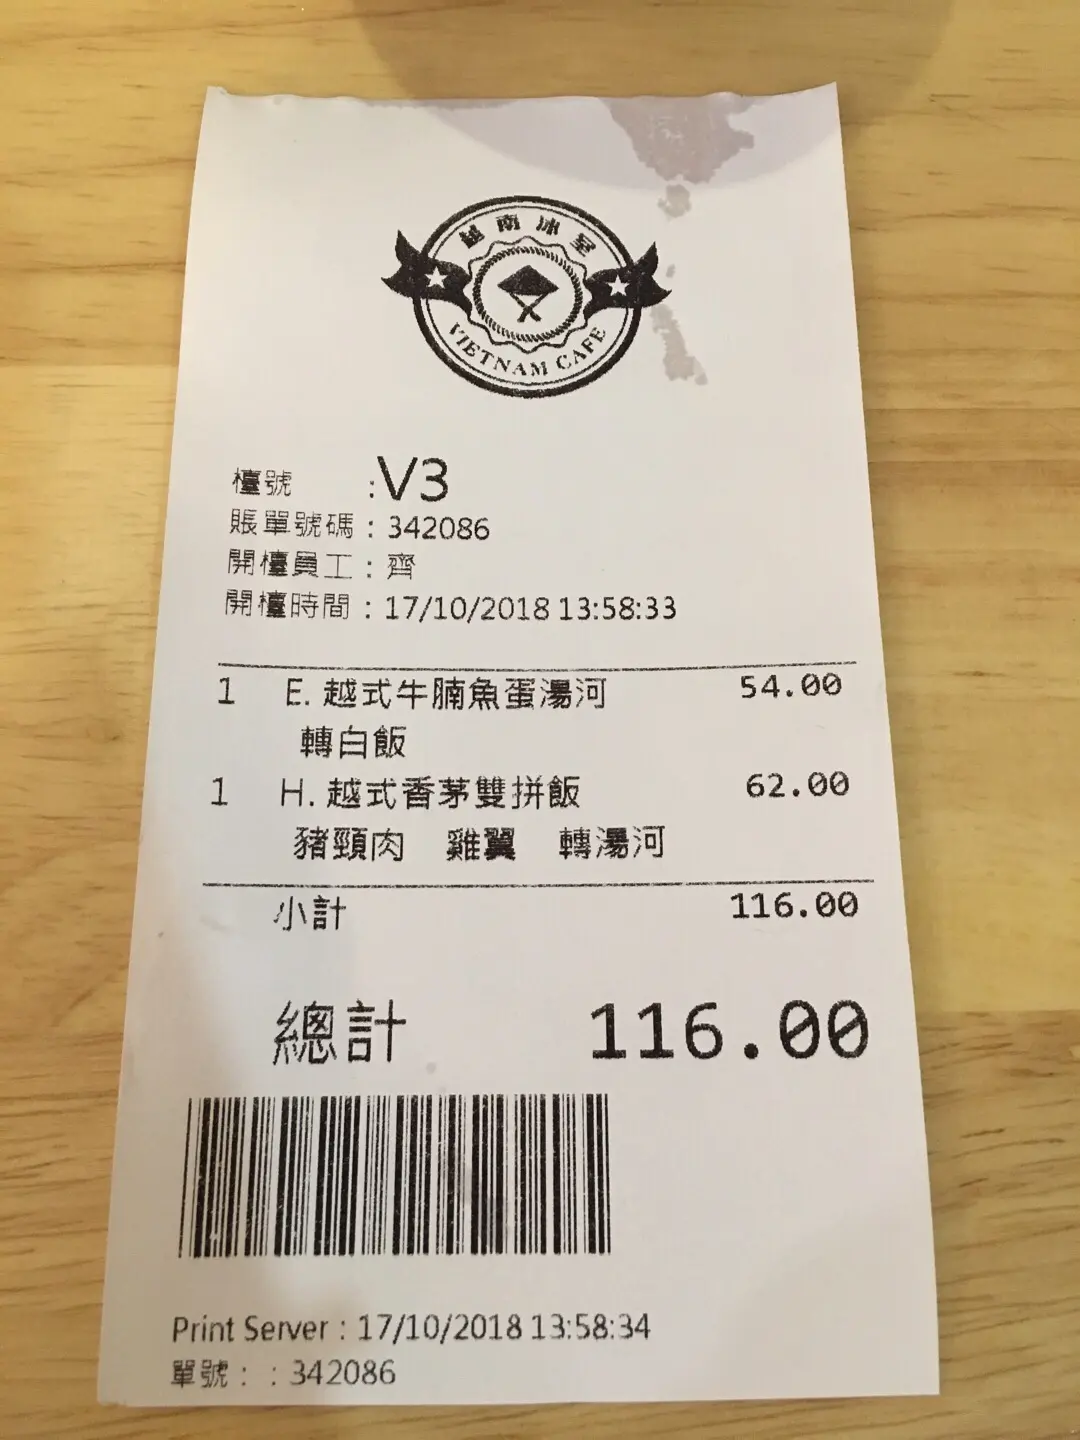 越南冰室
VIETNAM CAFE
檯號 :V3
賬單號碼 : 342086
開檯員工 : 齊
開檯時間 : 17/10/2018 13:58:33
1 E. 越式牛腩魚蛋湯河 54.00
轉白飯
1 H. 越式香茅雙拼飯 62.00
豬頸肉 雞翼 轉湯河
小計 116.00
總計 116.00
Print Server : 17/10/2018 13:58:34
單號 : : 342086